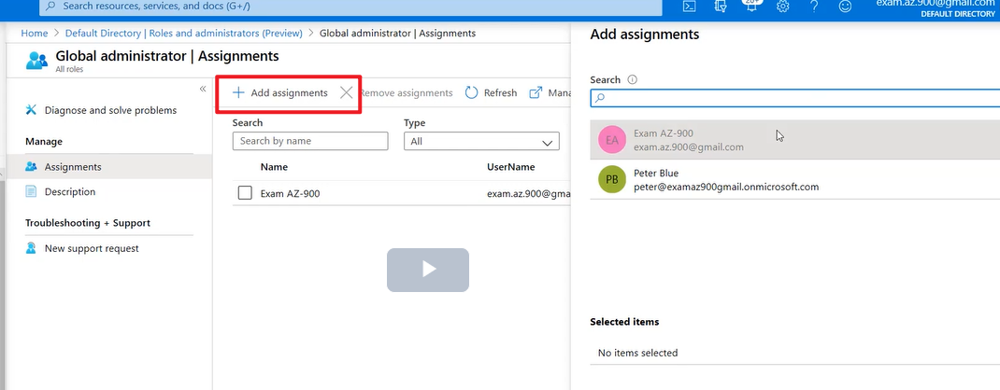 Search resources, services, and docs (G+/)
20+
exam.az.900@gmail.com
DEFAULT DIRECTORY
Home > Default Directory | Roles and administrators (Preview) > Global administrator | Assignments
Global administrator | Assignments
All roles
«
Diagnose and solve problems
Manage
Assignments
Description
Troubleshooting + Support
New support request
+ Add assignments
Remove assignments
Refresh
Mana
Search
Type
Search by name
All
Name
UserName
Exam AZ-900
exam.az.900@gma
Add assignments
Search
EA
Exam AZ-900
exam.az.900@gmail.com
PB
Peter Blue
peter@examaz900gmail.onmicrosoft.com
Selected items
No items selected